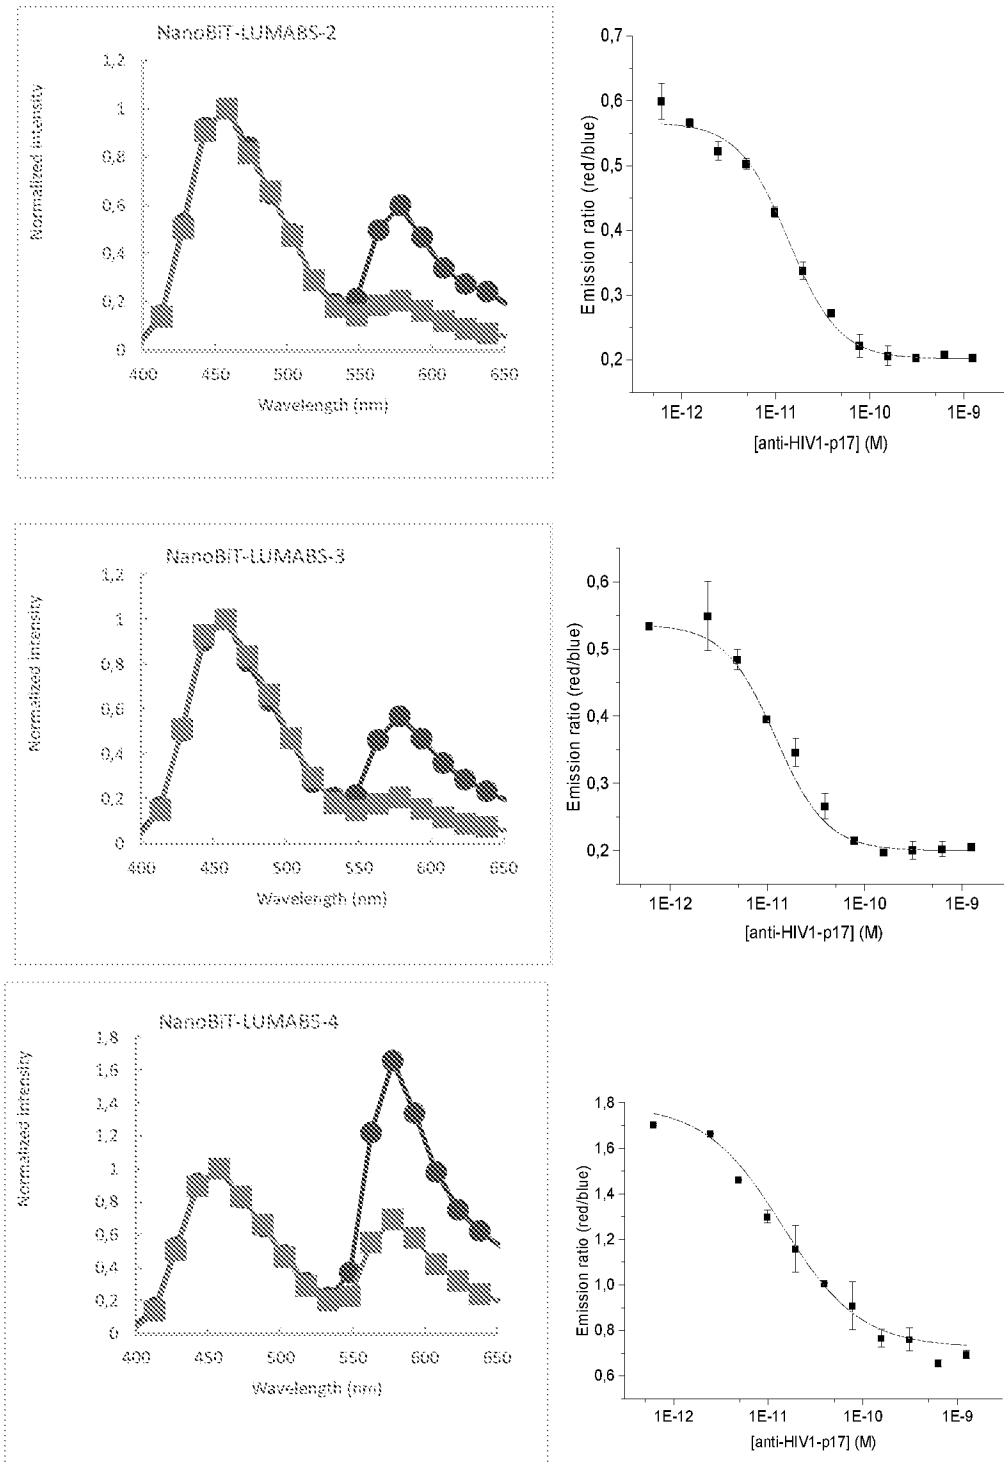 NanoBiT-LUMABS-2
Normalized intensity
1,2
1
0,8
0,6
0,4
0,2
0
400 450 500 550 600 650
Wavelength (nm)
0,7
0,6
0,5
0,4
0,3
0,2
Emission ratio (red/blue)
1E-12 1E-11 1E-10 1E-9
[anti-HIV1-p17] (M)
NanoBiT-LUMABS-3
Normalized intensity
1,2
1
0,8
0,6
0,4
0,2
0
400 450 500 550 600 650
Wavelength (nm)
0,6
0,5
0,4
0,3
0,2
Emission ratio (red/blue)
1E-12 1E-11 1E-10 1E-9
[anti-HIV1-p17] (M)
NanoBiT-LUMABS-4
Normalized intensity
1,8
1,6
1,4
1,2
1
0,8
0,6
0,4
0,2
0
400 450 500 550 600 650
Wavelength (nm)
1,8
1,6
1,4
1,2
1,0
0,8
0,6
Emission ratio (red/blue)
1E-12 1E-11 1E-10 1E-9
[anti-HIV1-p17] (M)